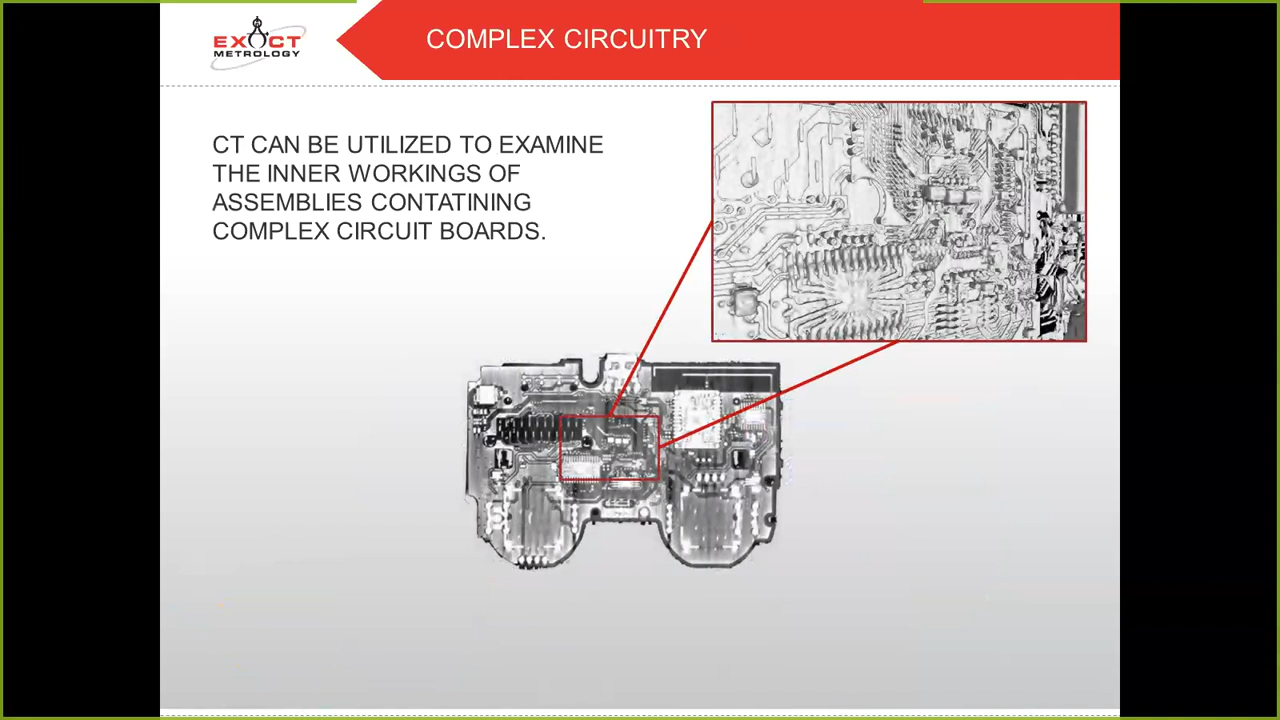 EXACT
METROLOGY
COMPLEX CIRCUITRY
CT CAN BE UTILIZED TO EXAMINE
THE INNER WORKINGS OF
ASSEMBLIES CONTATINING
COMPLEX CIRCUIT BOARDS.